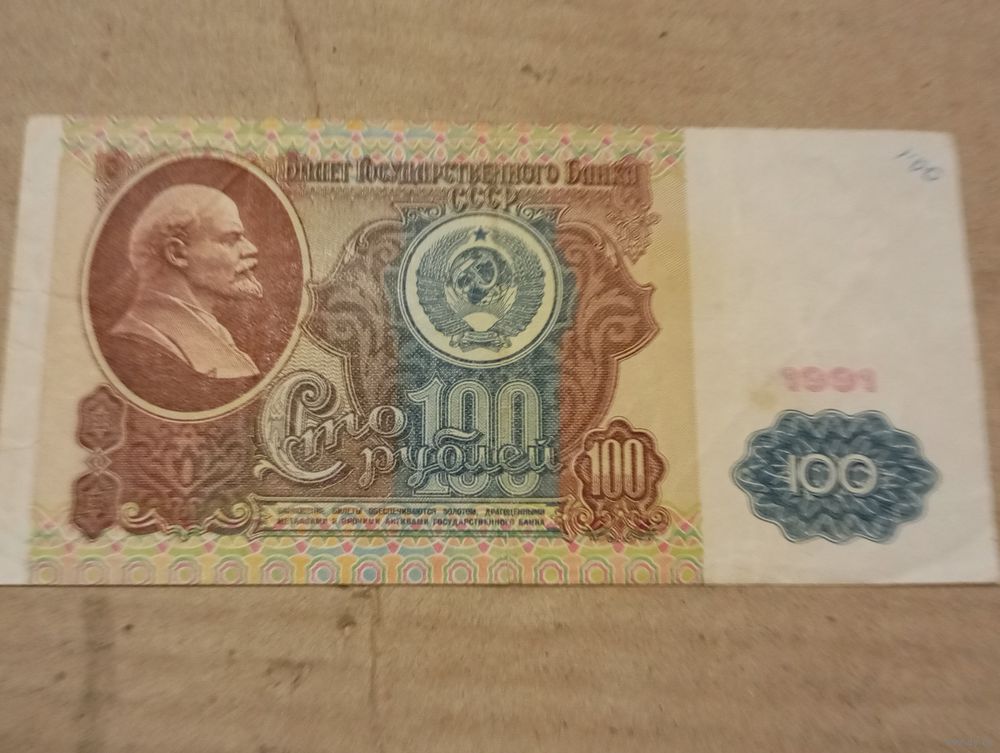 Билет Государственного Банка
СССР
100
Сто
рублей
100
БАНКОВСКИЕ БИЛЕТЫ ОБЕСПЕЧИВАЮТСЯ ЗОЛОТОМ, ДРАГОЦЕННЫМИ
МЕТАЛЛАМИ И ПРОЧИМИ АКТИВАМИ ГОСУДАРСТВЕННОГО БАНКА
100
1991
100